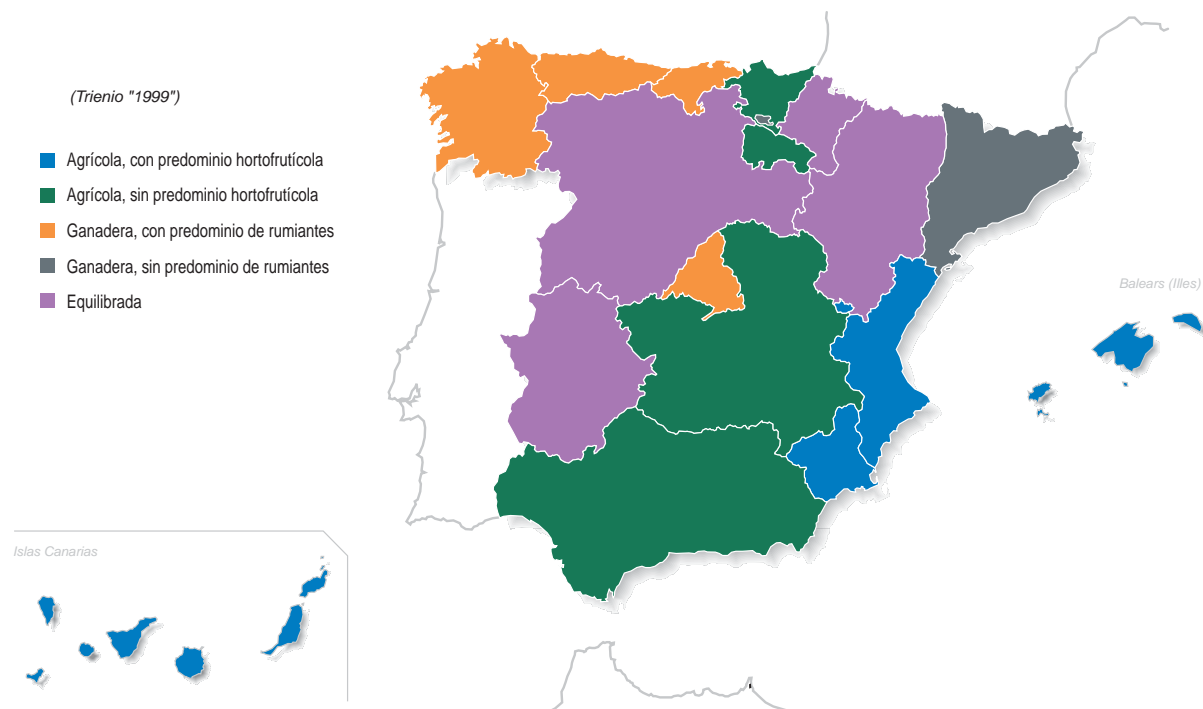 (Trienio "1999")
Agrícola, con predominio hortofrutícola
Agrícola, sin predominio hortofrutícola
Ganadera, con predominio de rumiantes
Ganadera, sin predominio de rumiantes
Equilibrada
Balears (Illes)
Islas Canarias